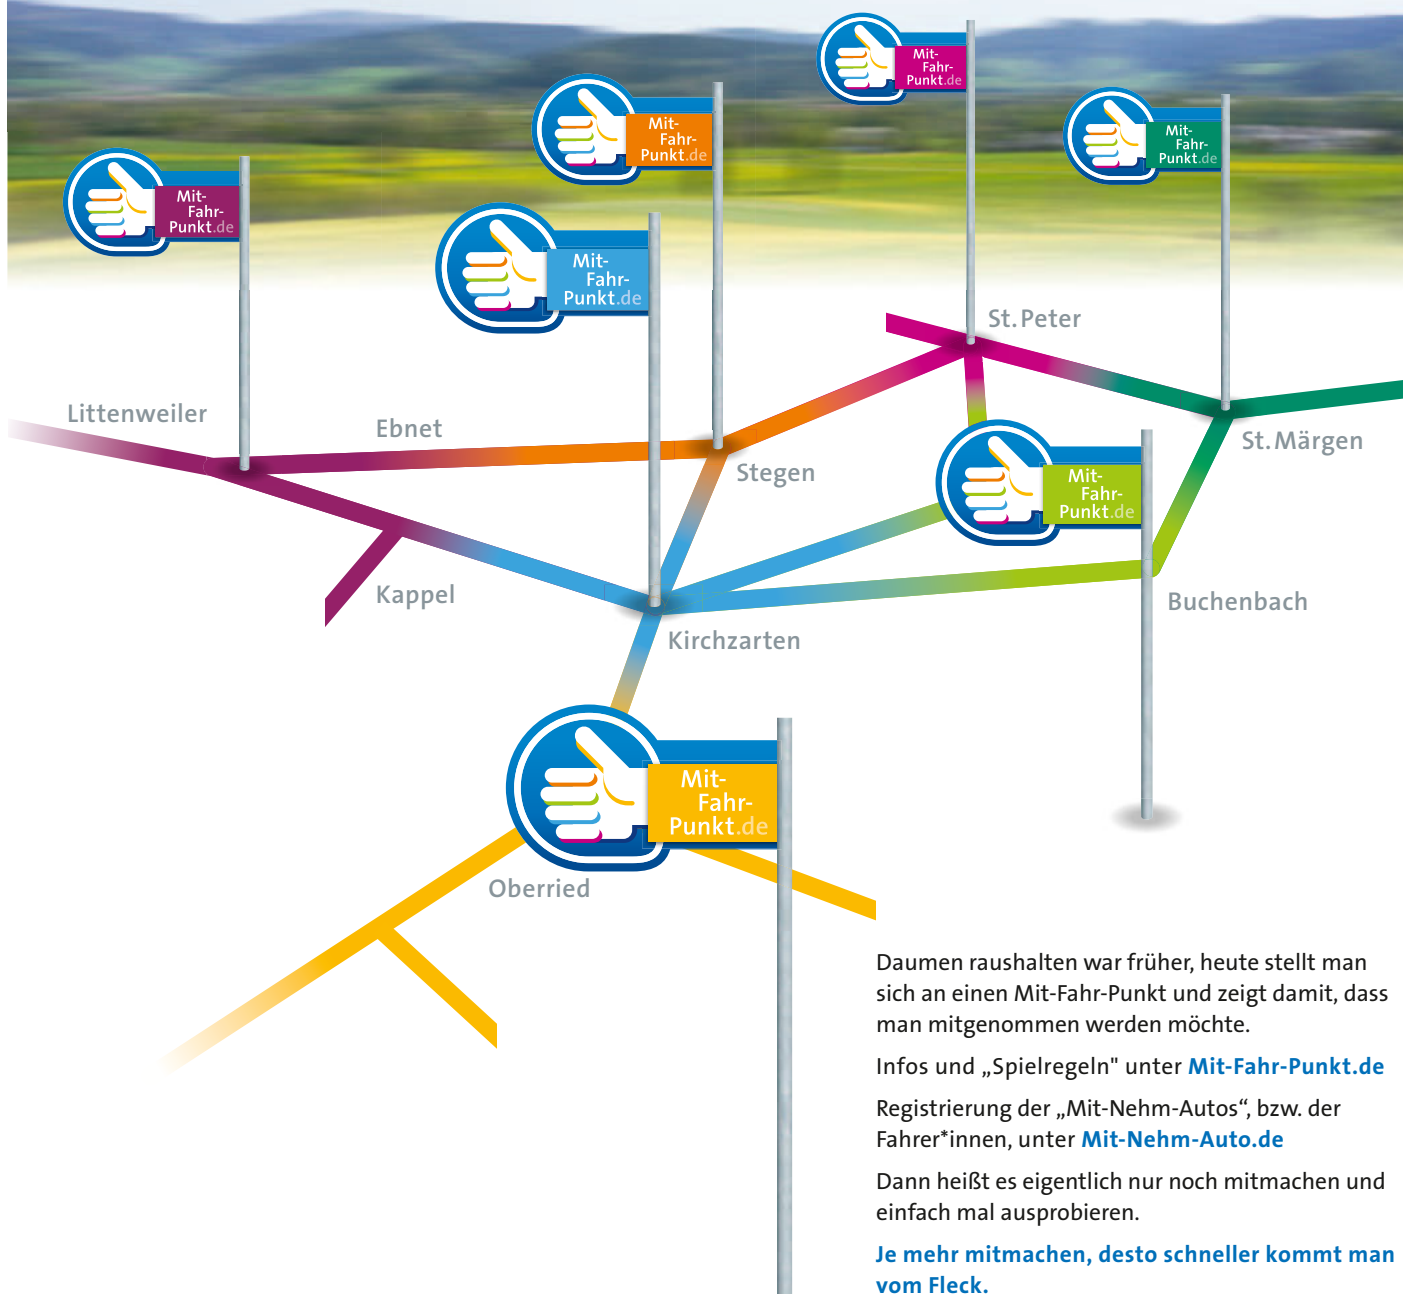 Mit-
Fahr-
Punkt.de
Mit-
Fahr-
Punkt.de
Mit-
Fahr-
Punkt.de
Mit-
Fahr-
Punkt.de
Mit-
Fahr-
Punkt.de
St. Peter
Littenweiler
Ebnet
St. Märgen
Stegen
Mit-
Fahr-
Punkt.de
Kappel
Buchenbach
Kirchzarten
Mit-
Fahr-
Punkt.de
Oberried
Daumen raushalten war früher, heute stellt man
sich an einen Mit-Fahr-Punkt und zeigt damit, dass
man mitgenommen werden möchte.
Infos und „Spielregeln" unter Mit-Fahr-Punkt.de
Registrierung der „Mit-Nehm-Autos“, bzw. der
Fahrer*innen, unter Mit-Nehm-Auto.de
Dann heißt es eigentlich nur noch mitmachen und
einfach mal ausprobieren.
Je mehr mitmachen, desto schneller kommt man
vom Fleck.